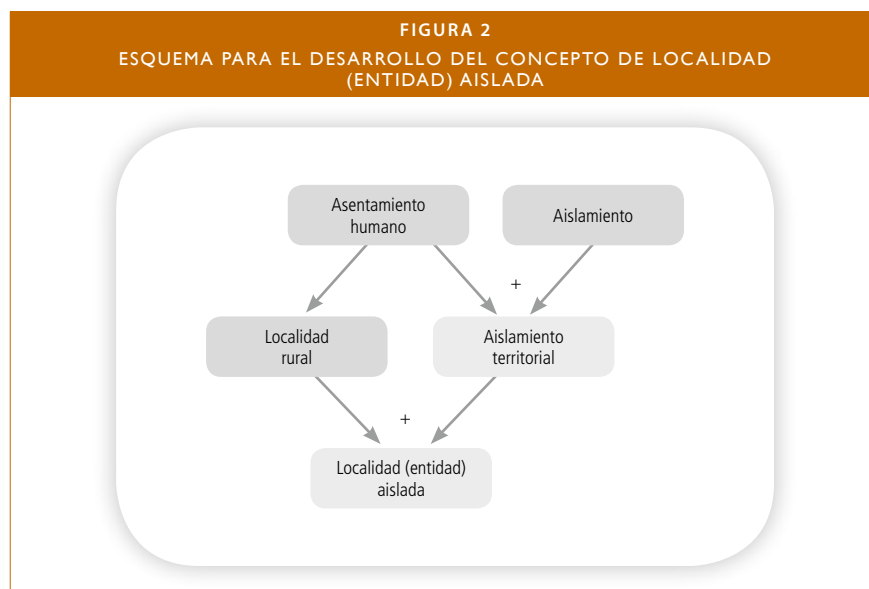 FIGURA 2
ESQUEMA PARA EL DESARROLLO DEL CONCEPTO DE LOCALIDAD
(ENTIDAD) AISLADA
Asentamiento
humano
Aislamiento
+
Localidad
rural
Aislamiento
territorial
+
Localidad (entidad)
aislada